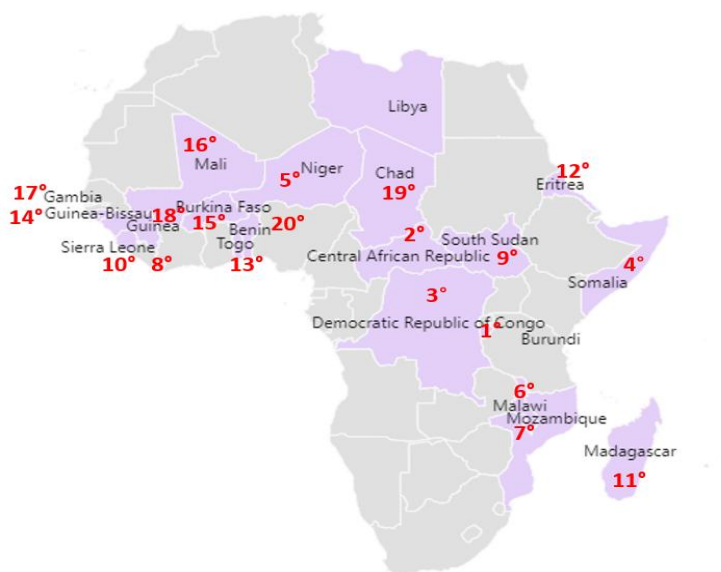 Libya
16°
Mali
Niger
5°
Chad
19°
12°
Eritrea
17°
Gambia
14°
Guinea-Bissau
18°
Guinea
Burkina Faso
15°
Benin
20°
Togo
2°
South Sudan
Sierra Leone
Central African Republic
9°
10°
8°
13°
4°
Somalia
3°
Democratic Republic of Congo
1°
Burundi
6°
Malawi
Mozambique
7°
Madagascar
11°